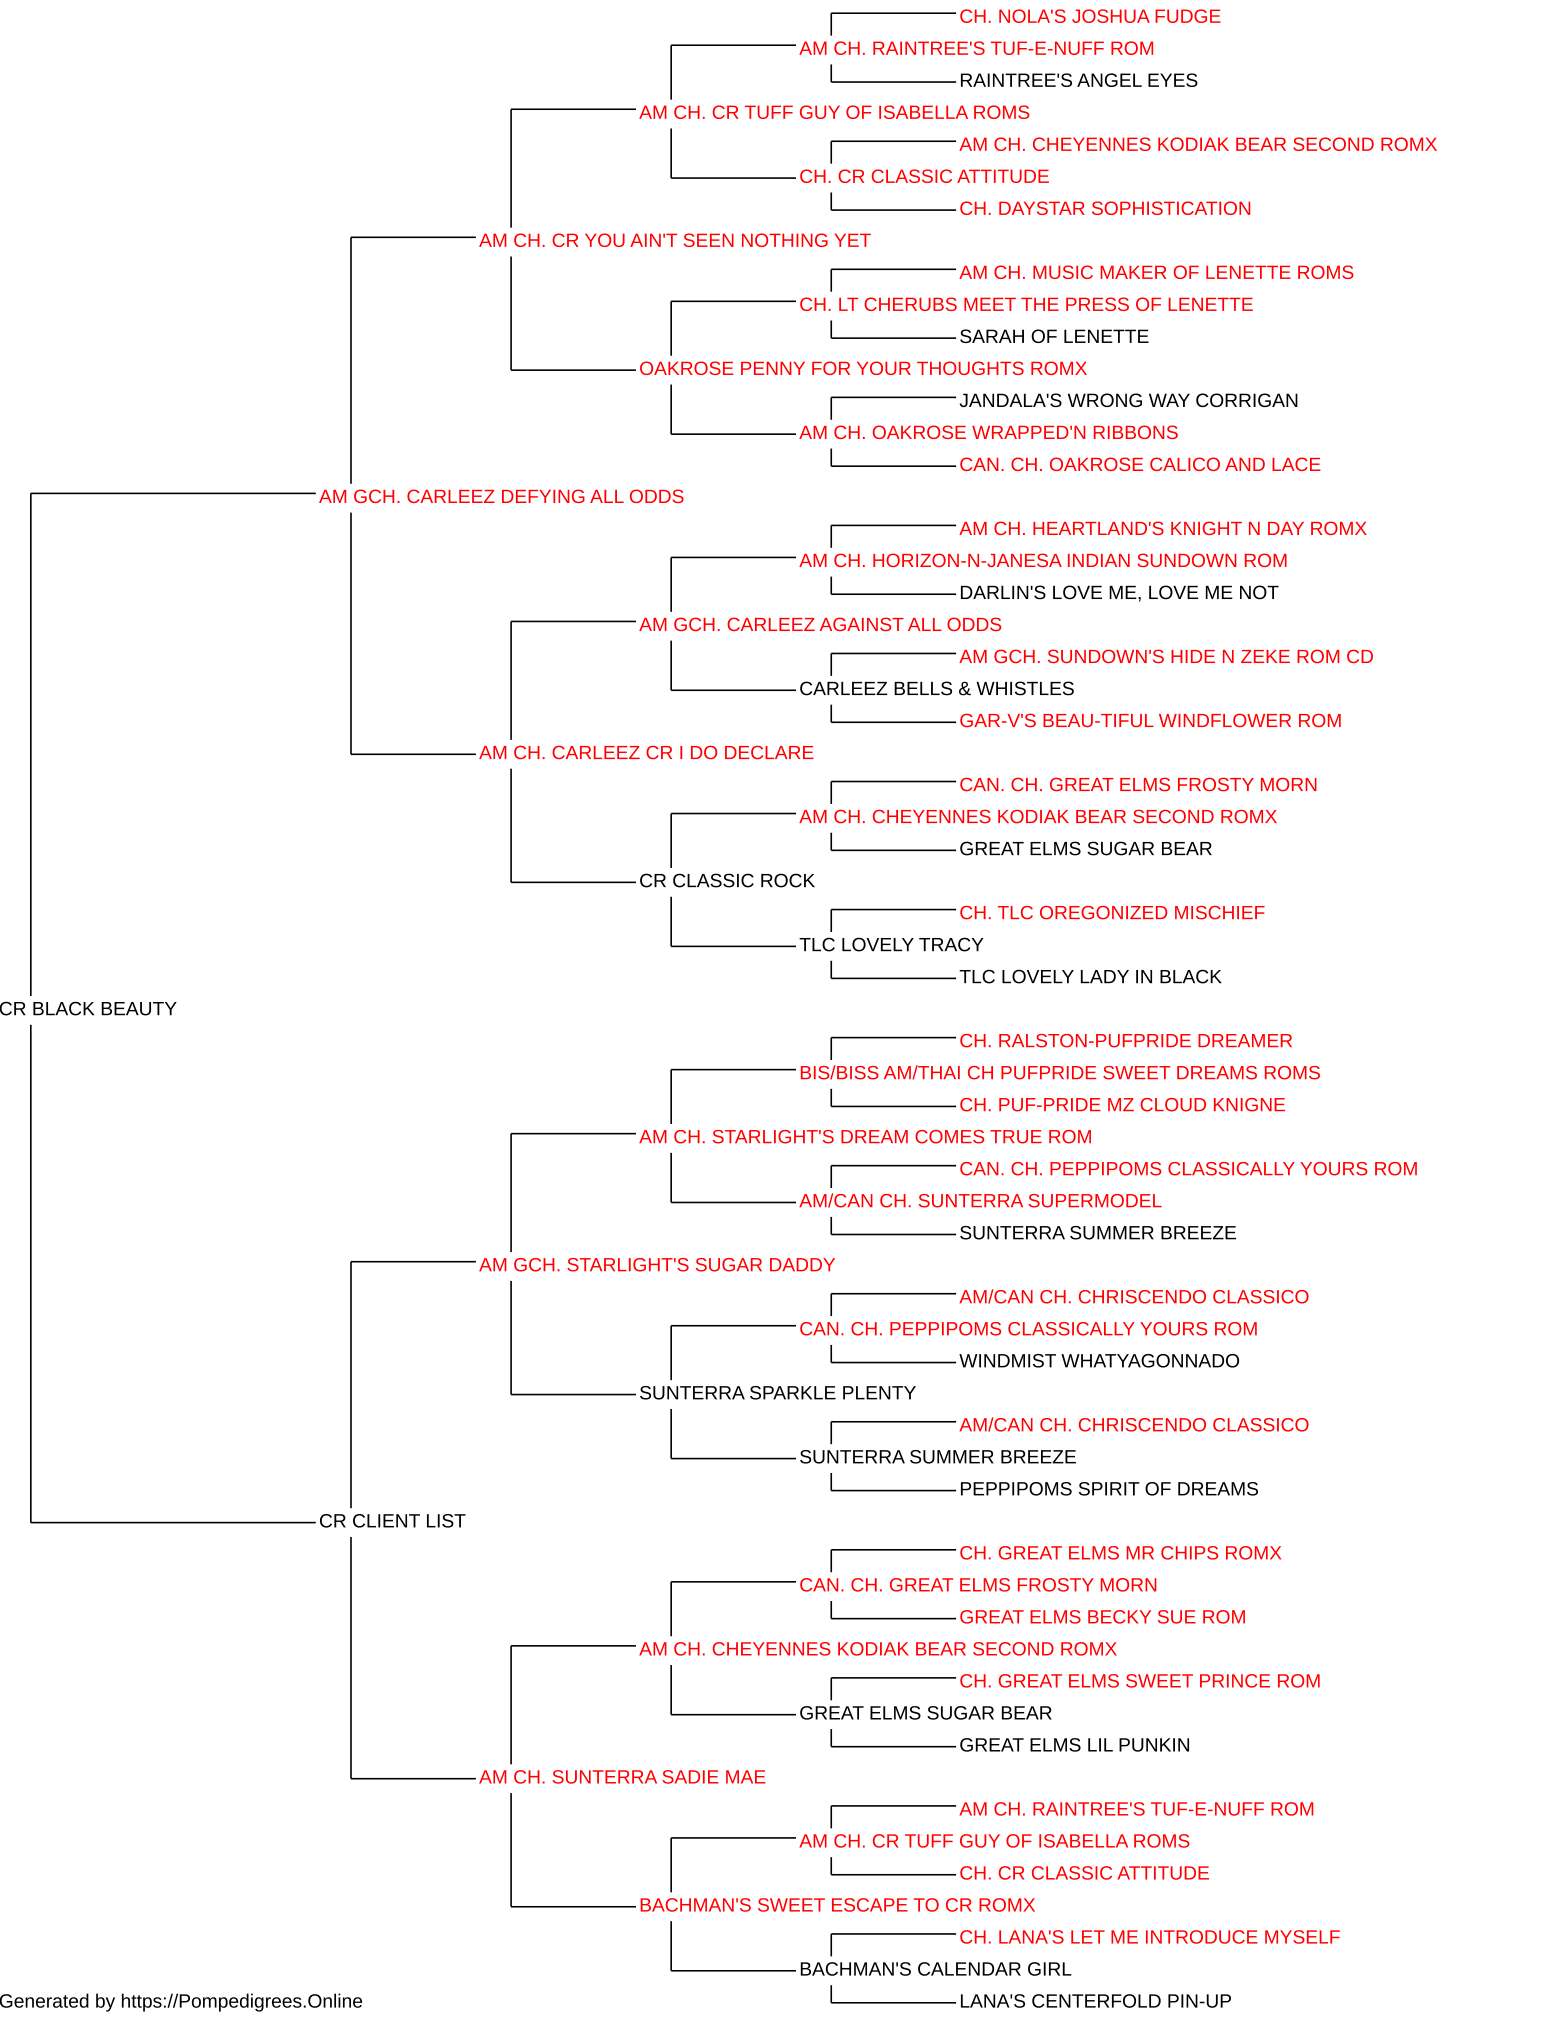 CH. NOLA'S JOSHUA FUDGE
AM CH. RAINTREE'S TUF-E-NUFF ROM
RAINTREE'S ANGEL EYES
AM CH. CR TUFF GUY OF ISABELLA ROMS
AM CH. CHEYENNES KODIAK BEAR SECOND ROMX
CH. CR CLASSIC ATTITUDE
CH. DAYSTAR SOPHISTICATION
AM CH. CR YOU AIN'T SEEN NOTHING YET
AM CH. MUSIC MAKER OF LENETTE ROMS
CH. LT CHERUBS MEET THE PRESS OF LENETTE
SARAH OF LENETTE
OAKROSE PENNY FOR YOUR THOUGHTS ROMX
JANDALA'S WRONG WAY CORRIGAN
AM CH. OAKROSE WRAPPED'N RIBBONS
CAN. CH. OAKROSE CALICO AND LACE
AM GCH. CARLEEZ DEFYING ALL ODDS
AM CH. HEARTLAND'S KNIGHT N DAY ROMX
AM CH. HORIZON-N-JANESA INDIAN SUNDOWN ROM
DARLIN'S LOVE ME, LOVE ME NOT
AM GCH. CARLEEZ AGAINST ALL ODDS
AM GCH. SUNDOWN'S HIDE N ZEKE ROM CD
CARLEEZ BELLS & WHISTLES
GAR-V'S BEAU-TIFUL WINDFLOWER ROM
AM CH. CARLEEZ CR I DO DECLARE
CAN. CH. GREAT ELMS FROSTY MORN
AM CH. CHEYENNES KODIAK BEAR SECOND ROMX
GREAT ELMS SUGAR BEAR
CR CLASSIC ROCK
CH. TLC OREGONIZED MISCHIEF
TLC LOVELY TRACY
TLC LOVELY LADY IN BLACK
CR BLACK BEAUTY
CH. RALSTON-PUFPRIDE DREAMER
BIS/BISS AM/THAI CH PUFPRIDE SWEET DREAMS ROMS
CH. PUF-PRIDE MZ CLOUD KNIGNE
AM CH. STARLIGHT'S DREAM COMES TRUE ROM
CAN. CH. PEPPIPOMS CLASSICALLY YOURS ROM
AM/CAN CH. SUNTERRA SUPERMODEL
SUNTERRA SUMMER BREEZE
AM GCH. STARLIGHT'S SUGAR DADDY
AM/CAN CH. CHRISCENDO CLASSICO
CAN. CH. PEPPIPOMS CLASSICALLY YOURS ROM
WINDMIST WHATYAGONNADO
SUNTERRA SPARKLE PLENTY
AM/CAN CH. CHRISCENDO CLASSICO
SUNTERRA SUMMER BREEZE
PEPPIPOMS SPIRIT OF DREAMS
CR CLIENT LIST
CH. GREAT ELMS MR CHIPS ROMX
CAN. CH. GREAT ELMS FROSTY MORN
GREAT ELMS BECKY SUE ROM
AM CH. CHEYENNES KODIAK BEAR SECOND ROMX
CH. GREAT ELMS SWEET PRINCE ROM
GREAT ELMS SUGAR BEAR
GREAT ELMS LIL PUNKIN
AM CH. SUNTERRA SADIE MAE
AM CH. RAINTREE'S TUF-E-NUFF ROM
AM CH. CR TUFF GUY OF ISABELLA ROMS
CH. CR CLASSIC ATTITUDE
BACHMAN'S SWEET ESCAPE TO CR ROMX
CH. LANA'S LET ME INTRODUCE MYSELF
BACHMAN'S CALENDAR GIRL
LANA'S CENTERFOLD PIN-UP
Generated by https://Pompedigrees.Online